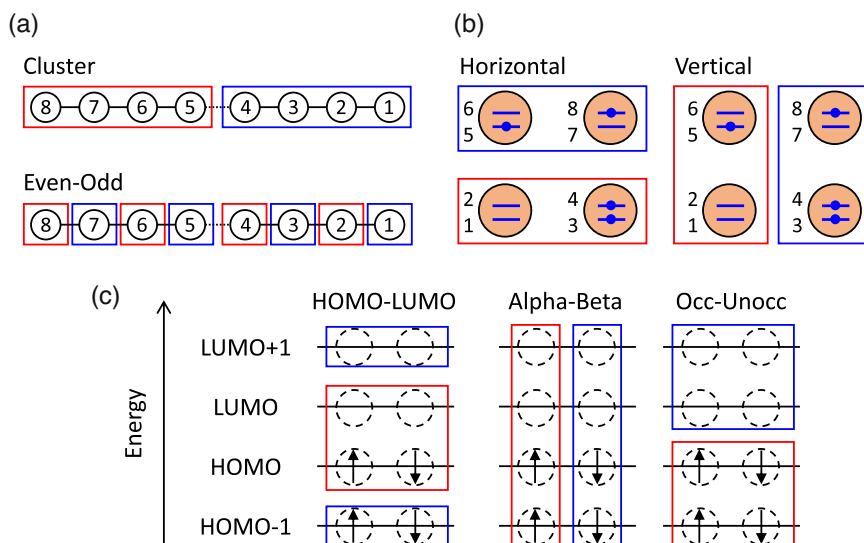 (a)
Cluster
8 7 6 5 4 3 2 1
Even-Odd
8 7 6 5 4 3 2 1
(b)
Horizontal Vertical
6 8 6 8
5 7 5 7
2 4 2 4
1 3 1 3
(c)
HOMO-LUMO Alpha-Beta Occ-Unocc
Energy
LUMO+1
LUMO
HOMO
HOMO-1